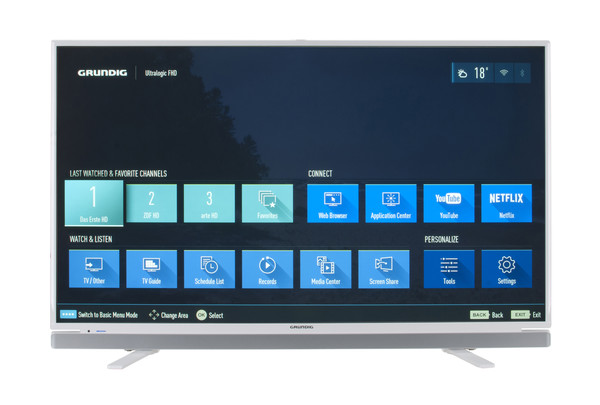 GRUNDIG Ultralogic FHD 18°
LAST WATCHED & FAVORITE CHANNELS CONNECT
1 2 3
Das Erste HD ZDF HD arte HD Favorites Web Browser Application Center YouTube YouTube NETFLIX Netflix
WATCH & LISTEN PERSONALIZE
TV / Other TV Guide Schedule List Records Media Center Screen Share Tools Settings
Switch to Basic Menu Mode Change Area OK Select BACK Back EXIT Exit
GRUNDIG